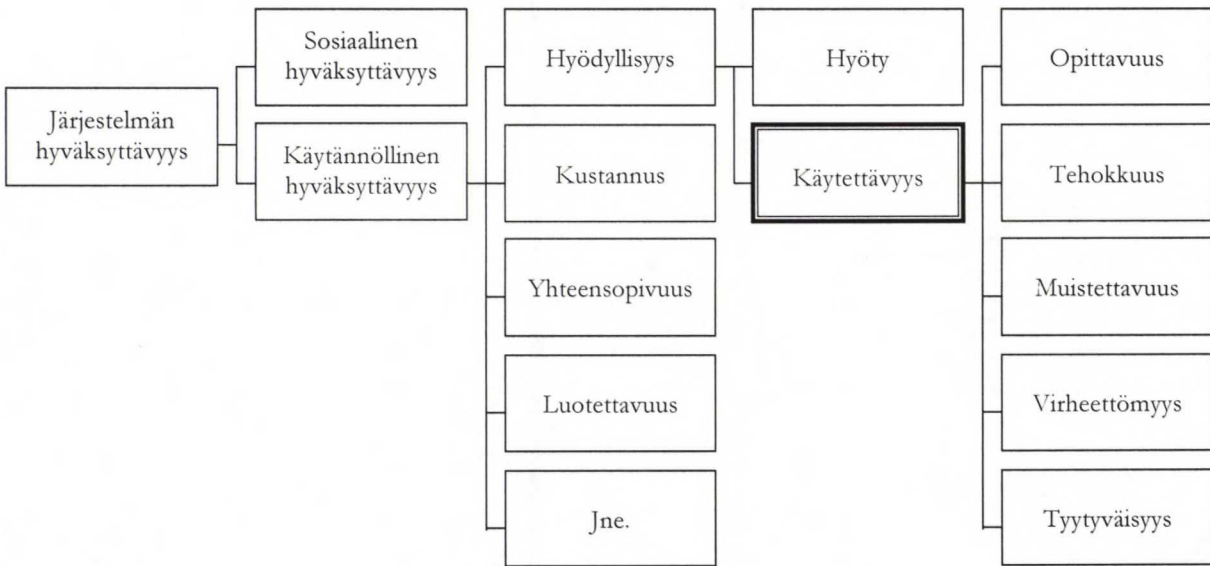 Järjestelmän
hyväksyttävyys
Sosiaalinen
hyväksyttävyys
Käytännöllinen
hyväksyttävyys
Hyödyllisyys
Kustannus
Yhteensopivuus
Luotettavuus
Jne.
Hyöty
Käytettävyys
Opittavuus
Tehokkuus
Muistettavuus
Virheettömyys
Tyytyväisyys